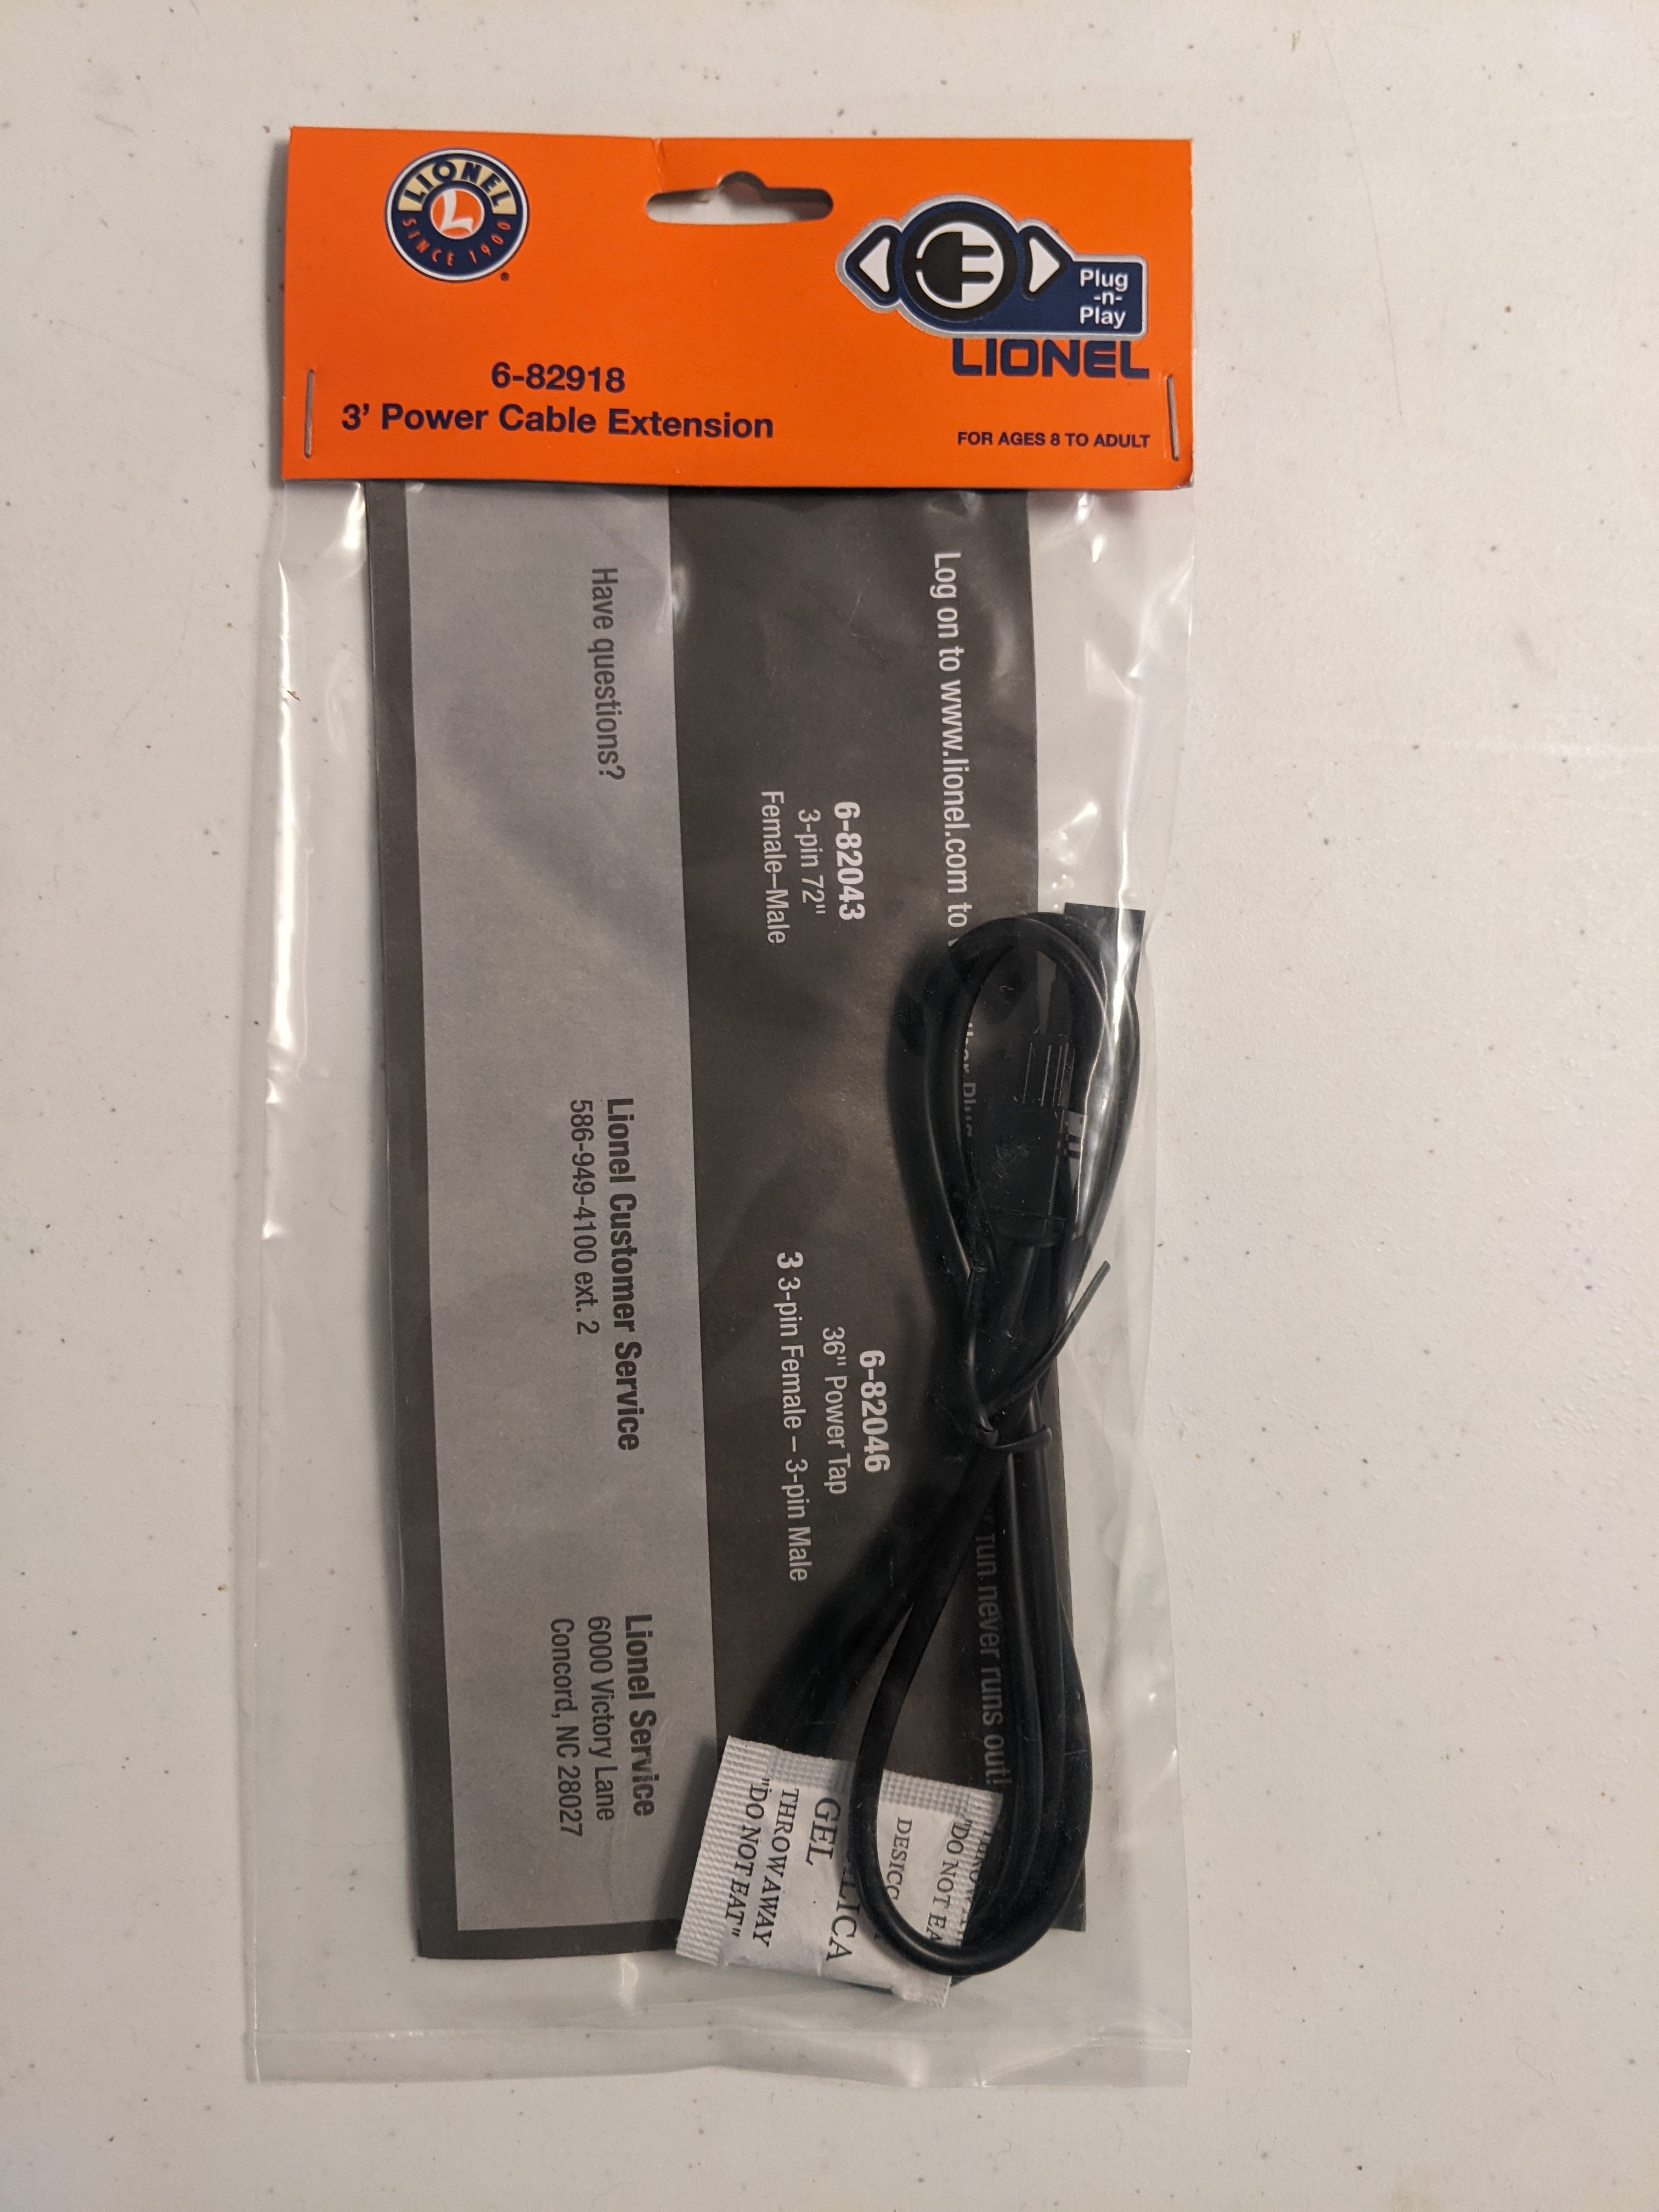 LIONEL
SINCE 1900
®
Plug
-n-
Play
LIONEL
6-82918
3' Power Cable Extension
FOR AGES 8 TO ADULT
Log on to www.lionel.com to
run never runs out!
6-82043
3-pin 72"
Female–Male
6-82046
36" Power Tap
3 3-pin Female – 3-pin Male
Have questions?
Lionel Customer Service
586-949-4100 ext. 2
Lionel Service
6000 Victory Lane
Concord, NC 28027
"DO NOT
GEL
THROW AWAY
"DO NOT EAT"